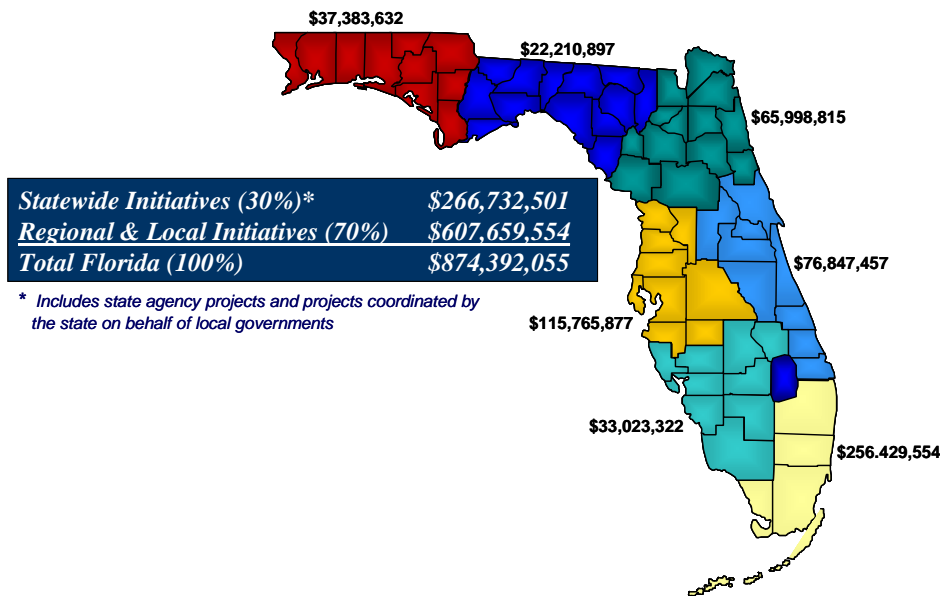 $37,383,632
$22,210,897
$65,998,815
Statewide Initiatives (30%)* $266,732,501
Regional & Local Initiatives (70%) $607,659,554
Total Florida (100%) $874,392,055
* Includes state agency projects and projects coordinated by
the state on behalf of local governments
$76,847,457
$115,765,877
$33,023,322
$256.429,554